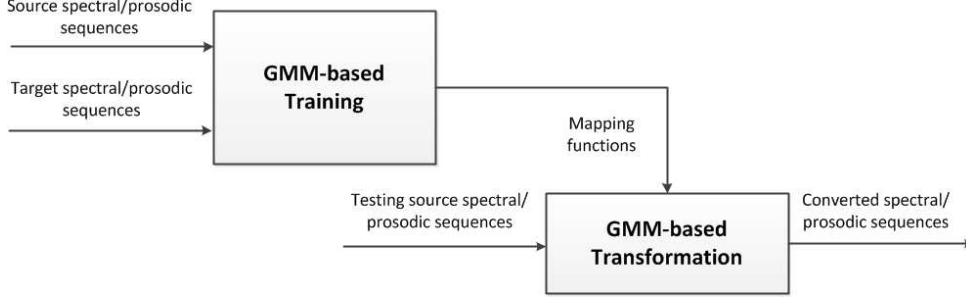 Source spectral/prosodic
sequences
Target spectral/prosodic
sequences
GMM-based
Training
Mapping
functions
Testing source spectral/
prosodic sequences
GMM-based
Transformation
Converted spectral/
prosodic sequences